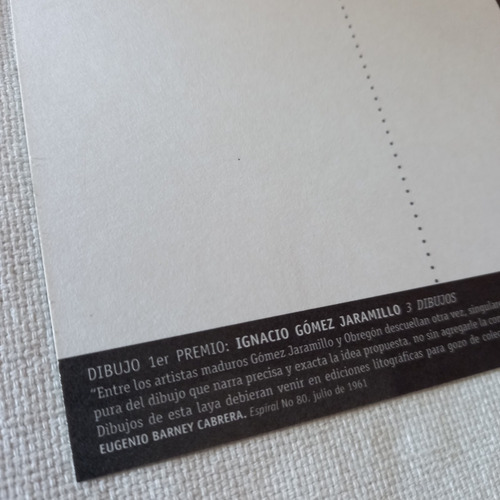 DIBUJO 1er PREMIO: IGNACIO GÓMEZ JARAMILLO 3 DIBUJOS
"Entre los artistas maduros Gómez Jaramillo y Obregón descuellan otra vez,
pura del dibujo que narra precisa y exacta la idea propuesta, no sin agregarle la
Dibujos de esta laya debieran venir en ediciones litográficas para gozo de
EUGENIO BARNEY CABRERA. Espiral No 80. julio de 1961